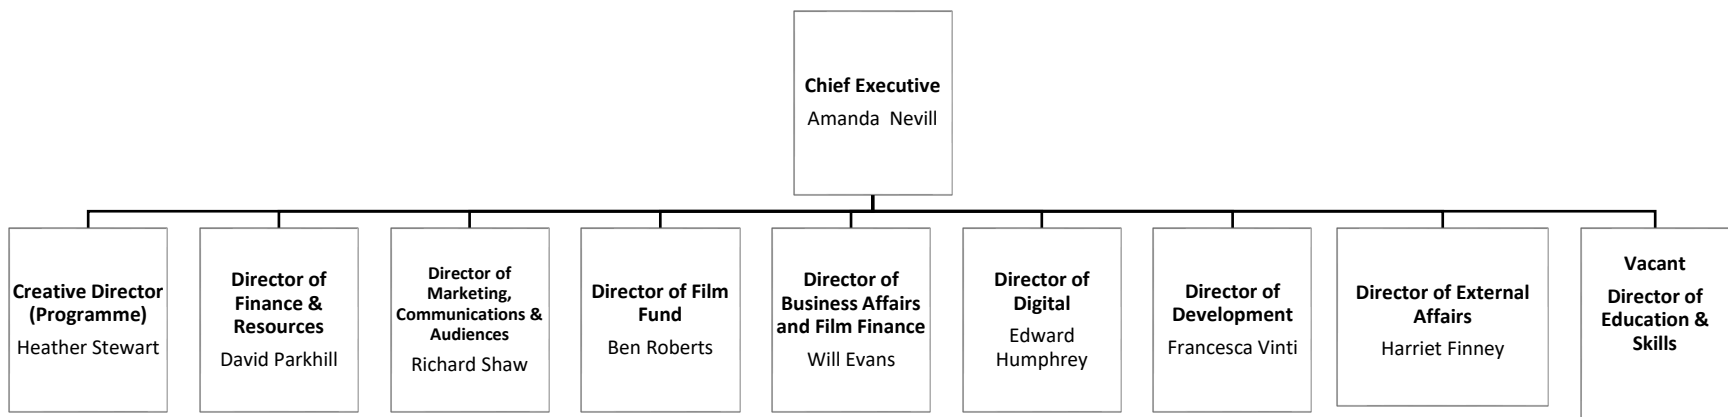 Chief Executive
Amanda Nevill
Creative Director
(Programme)
Heather Stewart
Director of
Finance &
Resources
David Parkhill
Director of
Marketing,
Communications &
Audiences
Richard Shaw
Director of Film
Fund
Ben Roberts
Director of
Business Affairs
and Film Finance
Will Evans
Director of
Digital
Edward
Humphrey
Director of
Development
Francesca Vinti
Director of External
Affairs
Harriet Finney
Vacant
Director of
Education &
Skills